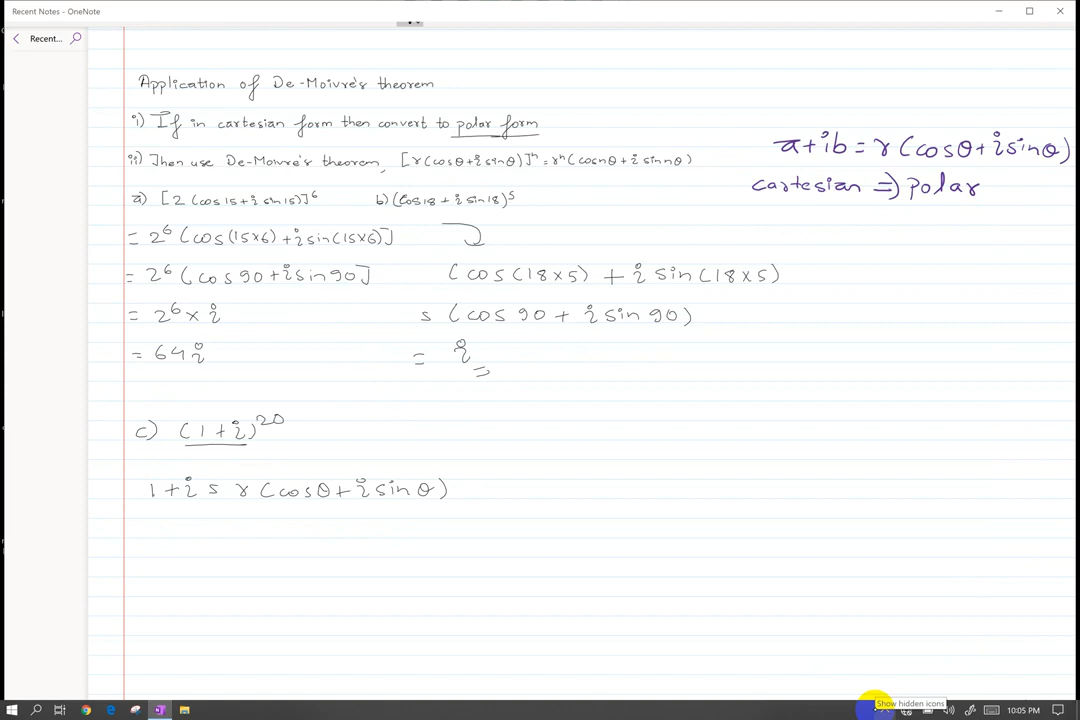 Recent Notes - OneNote
Recent...
Application of De-Moivre's theorem
i) If in cartesian form then convert to polar form
ii) Then use De-Moivre's theorem, [r(cosθ+i sinθ)]ⁿ=rⁿ(cosnθ+i sinnθ)
a+ib=r(cosθ+isinθ)
cartesian ⇒ polar
a) [2(cos15+i sin15)]⁶ b)(cos18+i sin18)⁵
= 2⁶(cos(15×6)+isin(15×6)]
= 2⁶(cos90+isin90]
(cos(18×5)+i sin(18×5)
= 2⁶×i
s (cos 90+ i sin 90)
= 64i
= i
c) (1+i)²⁰
1+i s r(cosθ+i sinθ)
Show hidden icons
10:05 PM